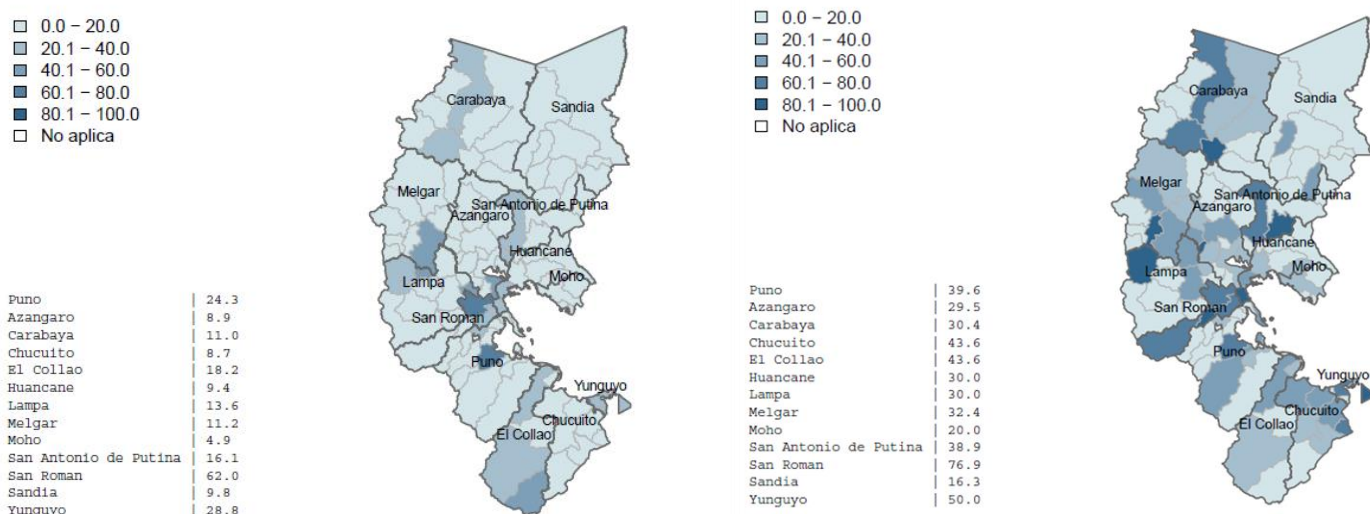 0.0 − 20.0
20.1 − 40.0
40.1 − 60.0
60.1 − 80.0
80.1 − 100.0
No aplica
Carabaya
Sandia
Melgar
San Antonio de Putina
Azangaro
Huancane
Lampa
Moho
San Roman
Puno
Yunguyo
Chucuito
El Collao
Puno | 24.3
Azangaro | 8.9
Carabaya | 11.0
Chucuito | 8.7
El Collao | 18.2
Huancane | 9.4
Lampa | 13.6
Melgar | 11.2
Moho | 4.9
San Antonio de Putina | 16.1
San Roman | 62.0
Sandia | 9.8
Yunguyo | 28.8
0.0 − 20.0
20.1 − 40.0
40.1 − 60.0
60.1 − 80.0
80.1 − 100.0
No aplica
Carabaya
Sandia
Melgar
San Antonio de Putina
Azangaro
Huancane
Lampa
Moho
San Roman
Puno
Yunguyo
Chucuito
El Collao
Puno | 39.6
Azangaro | 29.5
Carabaya | 30.4
Chucuito | 43.6
El Collao | 43.6
Huancane | 30.0
Lampa | 30.0
Melgar | 32.4
Moho | 20.0
San Antonio de Putina | 38.9
San Roman | 76.9
Sandia | 16.3
Yunguyo | 50.0